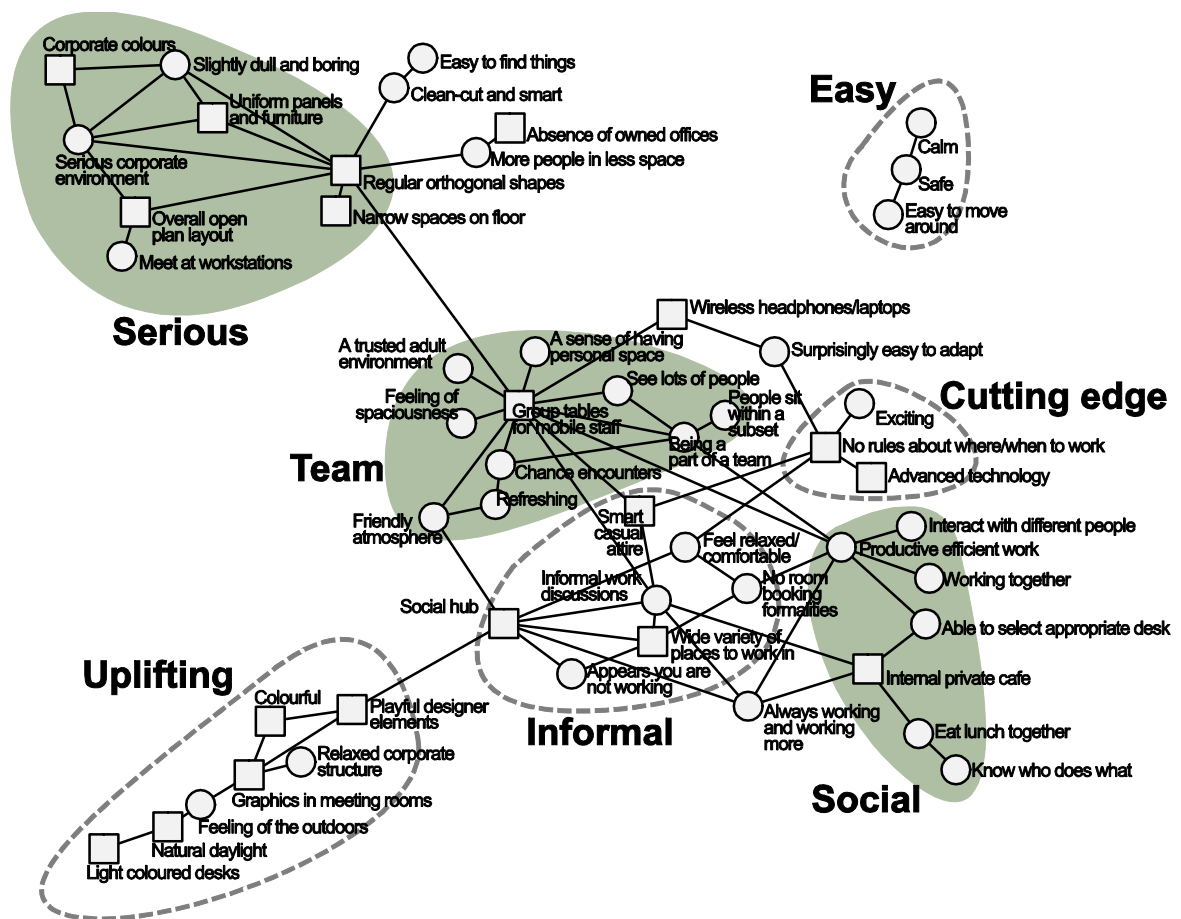 Corporate colours
Slightly dull and boring
Uniform panels
and furniture
Serious corporate
environment
Overall open
plan layout
Meet at workstations
Serious
Easy to find things
Clean-cut and smart
Absence of owned offices
More people in less space
Regular orthogonal shapes
Narrow spaces on floor
Easy
Calm
Safe
Easy to move
around
Wireless headphones/laptops
Surprisingly easy to adapt
A trusted adult
environment
A sense of having
personal space
See lots of people
Feeling of
spaciousness
Group tables
for mobile staff
People sit
within a
subset
Being a
part of a team
Team
Chance encounters
Refreshing
Friendly
atmosphere
Cutting edge
Exciting
No rules about where/when to work
Advanced technology
Smart
casual
attire
Feel relaxed/
comfortable
Informal work
discussions
No room
booking
formalities
Social hub
Wide variety of
places to work in
Appears you are
not working
Informal
Always working
and working
more
Interact with different people
Productive efficient work
Working together
Able to select appropriate desk
Internal private cafe
Eat lunch together
Know who does what
Social
Uplifting
Colourful
Playful designer
elements
Relaxed corporate
structure
Graphics in meeting rooms
Feeling of the outdoors
Natural daylight
Light coloured desks